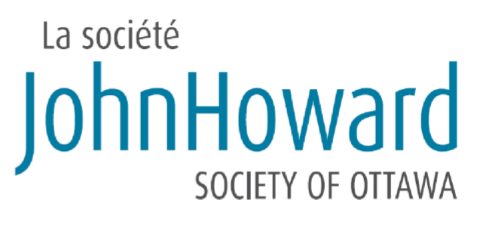 La société
JohnHoward
SOCIETY OF OTTAWA